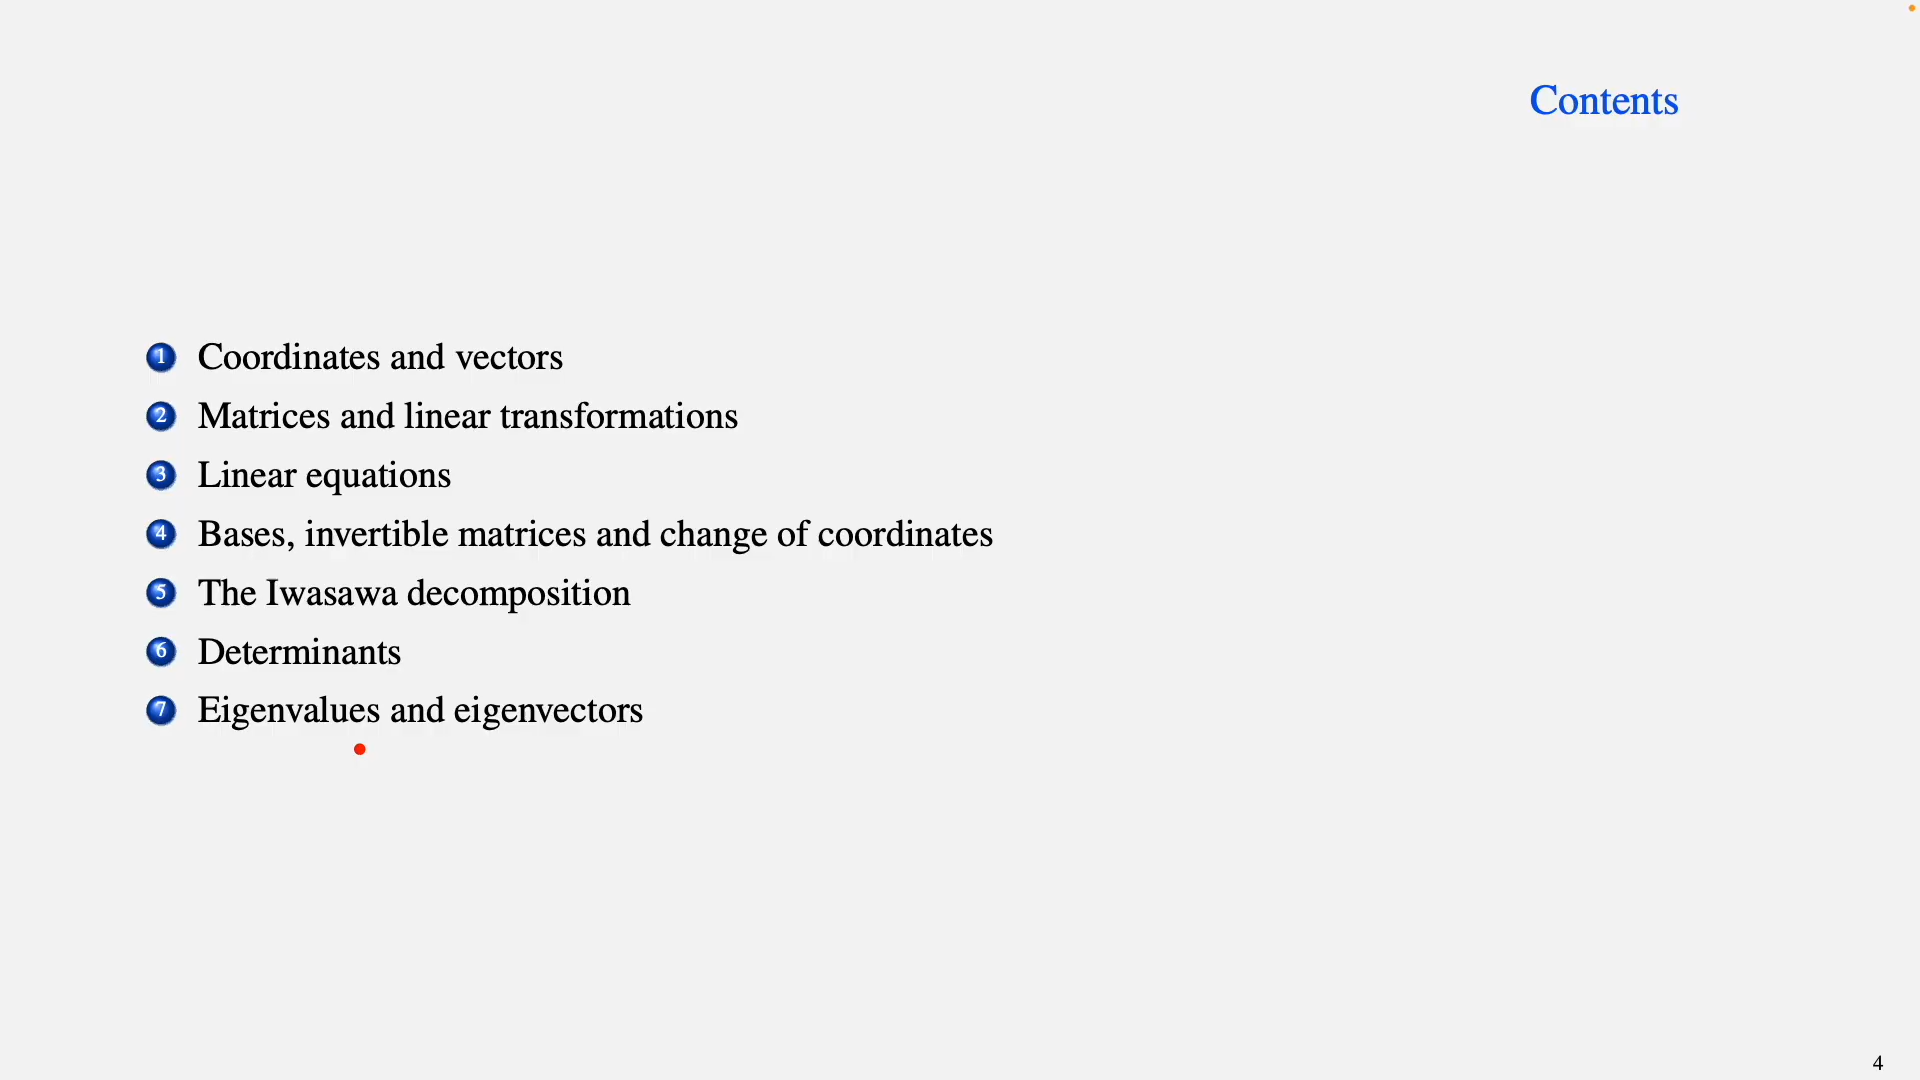 Contents
1 Coordinates and vectors
2 Matrices and linear transformations
3 Linear equations
4 Bases, invertible matrices and change of coordinates
5 The Iwasawa decomposition
6 Determinants
7 Eigenvalues and eigenvectors
4